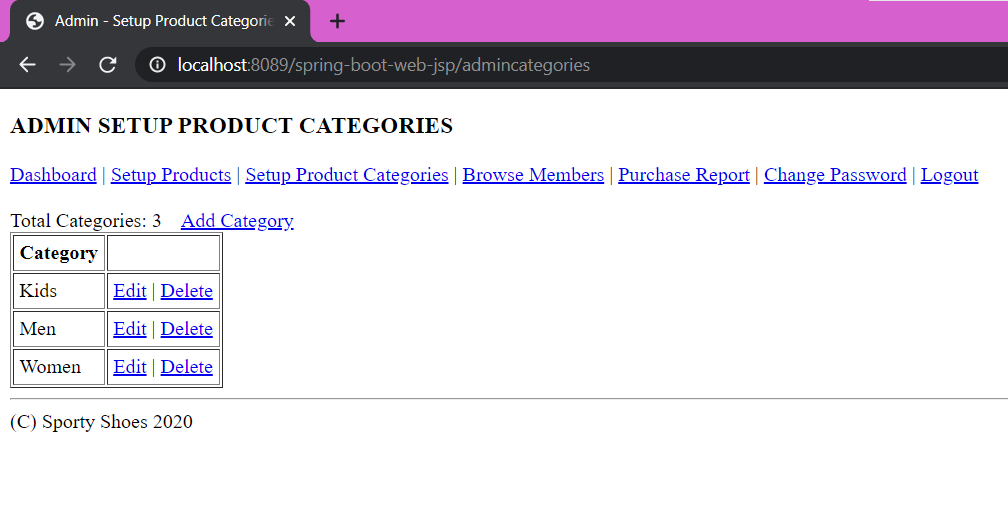 Admin - Setup Product Categorie
localhost:8089/spring-boot-web-jsp/admincategories
ADMIN SETUP PRODUCT CATEGORIES
Dashboard | Setup Products | Setup Product Categories | Browse Members | Purchase Report | Change Password | Logout
Total Categories: 3 Add Category
Category
Kids Edit | Delete
Men Edit | Delete
Women Edit | Delete
(C) Sporty Shoes 2020